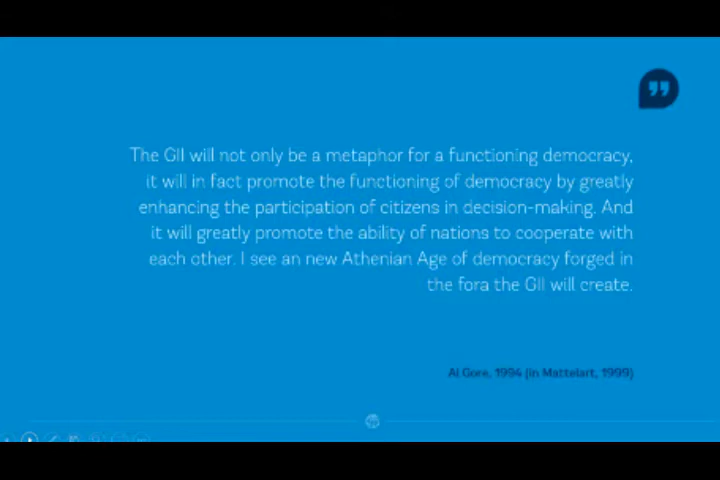 The GII will not only be a metaphor for a functioning democracy,
it will in fact promote the functioning of democracy by greatly
enhancing the participation of citizens in decision-making. And
it will greatly promote the ability of nations to cooperate with
each other. I see an new Athenian Age of democracy forged in
the fora the GII will create.
Al Gore, 1994 (in Mattelart, 1999)